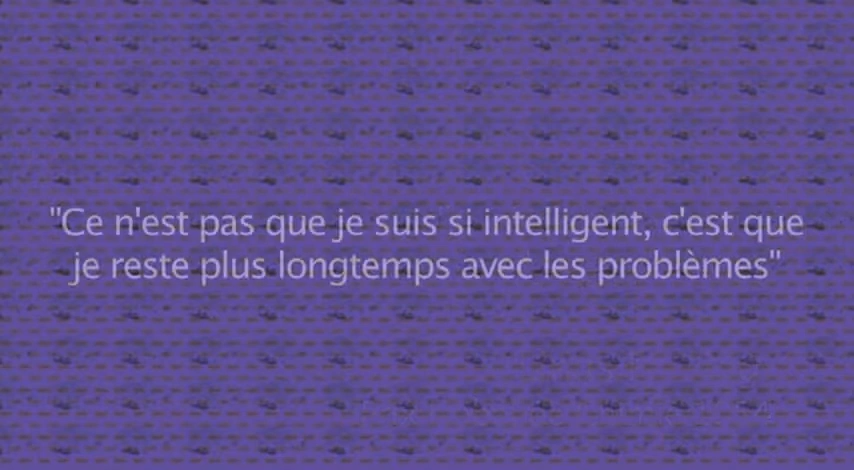 "Ce n'est pas que je suis si intelligent, c'est que
je reste plus longtemps avec les problèmes"